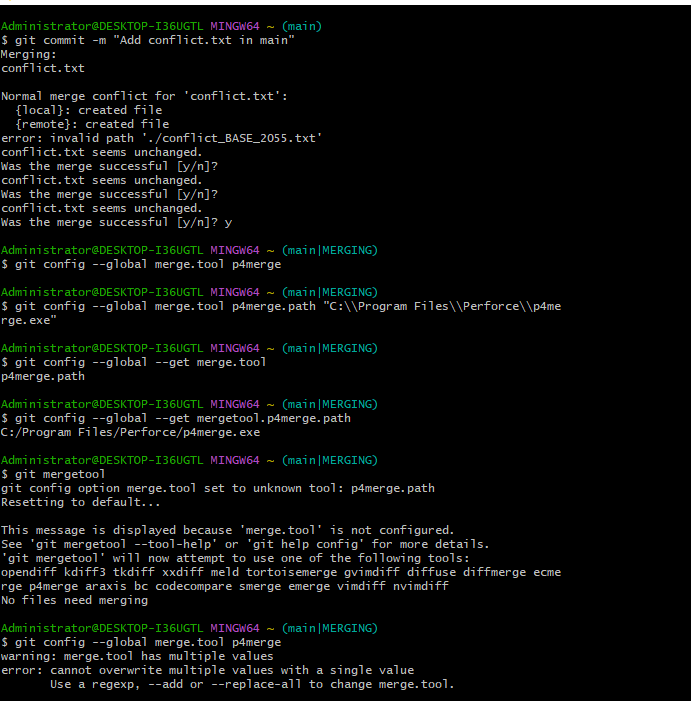 Administrator@DESKTOP-I36UGTL MINGW64 ~ (main)
$ git commit -m "Add conflict.txt in main"
Merging:
conflict.txt

Normal merge conflict for 'conflict.txt':
  {local}: created file
  {remote}: created file
error: invalid path './conflict_BASE_2055.txt'
conflict.txt seems unchanged.
Was the merge successful [y/n]?
conflict.txt seems unchanged.
Was the merge successful [y/n]?
conflict.txt seems unchanged.
Was the merge successful [y/n]? y

Administrator@DESKTOP-I36UGTL MINGW64 ~ (main|MERGING)
$ git config --global merge.tool p4merge

Administrator@DESKTOP-I36UGTL MINGW64 ~ (main|MERGING)
$ git config --global merge.tool p4merge.path "C:\\Program Files\\Perforce\\p4me
rge.exe"

Administrator@DESKTOP-I36UGTL MINGW64 ~ (main|MERGING)
$ git config --global --get merge.tool
p4merge.path

Administrator@DESKTOP-I36UGTL MINGW64 ~ (main|MERGING)
$ git config --global --get mergetool.p4merge.path
C:/Program Files/Perforce/p4merge.exe

Administrator@DESKTOP-I36UGTL MINGW64 ~ (main|MERGING)
$ git mergetool
git config option merge.tool set to unknown tool: p4merge.path
Resetting to default...

This message is displayed because 'merge.tool' is not configured.
See 'git mergetool --tool-help' or 'git help config' for more details.
'git mergetool' will now attempt to use one of the following tools:
opendiff kdiff3 tkdiff xxdiff meld tortoisemerge gvimdiff diffuse diffmerge ecme
rge p4merge araxis bc codecompare smerge emerge vimdiff nvimdiff
No files need merging

Administrator@DESKTOP-I36UGTL MINGW64 ~ (main|MERGING)
$ git config --global merge.tool p4merge
warning: merge.tool has multiple values
error: cannot overwrite multiple values with a single value
       Use a regexp, --add or --replace-all to change merge.tool.